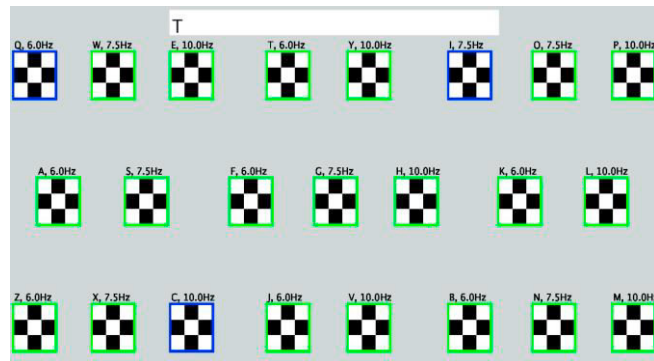 T
Q, 6.0Hz W, 7.5Hz E, 10.0Hz T, 6.0Hz Y, 10.0Hz I, 7.5Hz O, 7.5Hz P, 10.0Hz
A, 6.0Hz S, 7.5Hz F, 6.0Hz G, 7.5Hz H, 10.0Hz K, 6.0Hz L, 10.0Hz
Z, 6.0Hz X, 7.5Hz C, 10.0Hz J, 6.0Hz V, 10.0Hz B, 6.0Hz N, 7.5Hz M, 10.0Hz